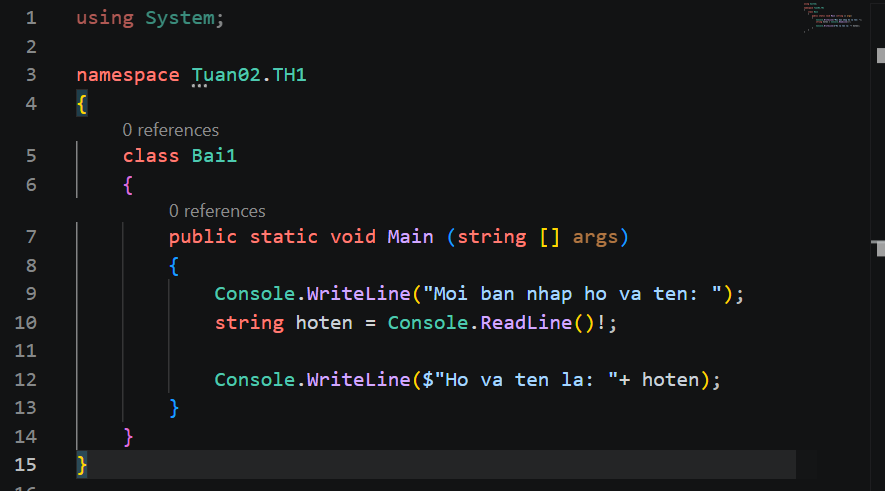 1 using System;
2
3 namespace Tuan02.TH1
4 {
0 references
5 class Bai1
6 {
0 references
7 public static void Main (string [] args)
8 {
9 Console.WriteLine("Moi ban nhap ho va ten: ");
10 string hoten = Console.ReadLine()!;
11
12 Console.WriteLine($"Ho va ten la: "+ hoten);
13 }
14 }
15 }